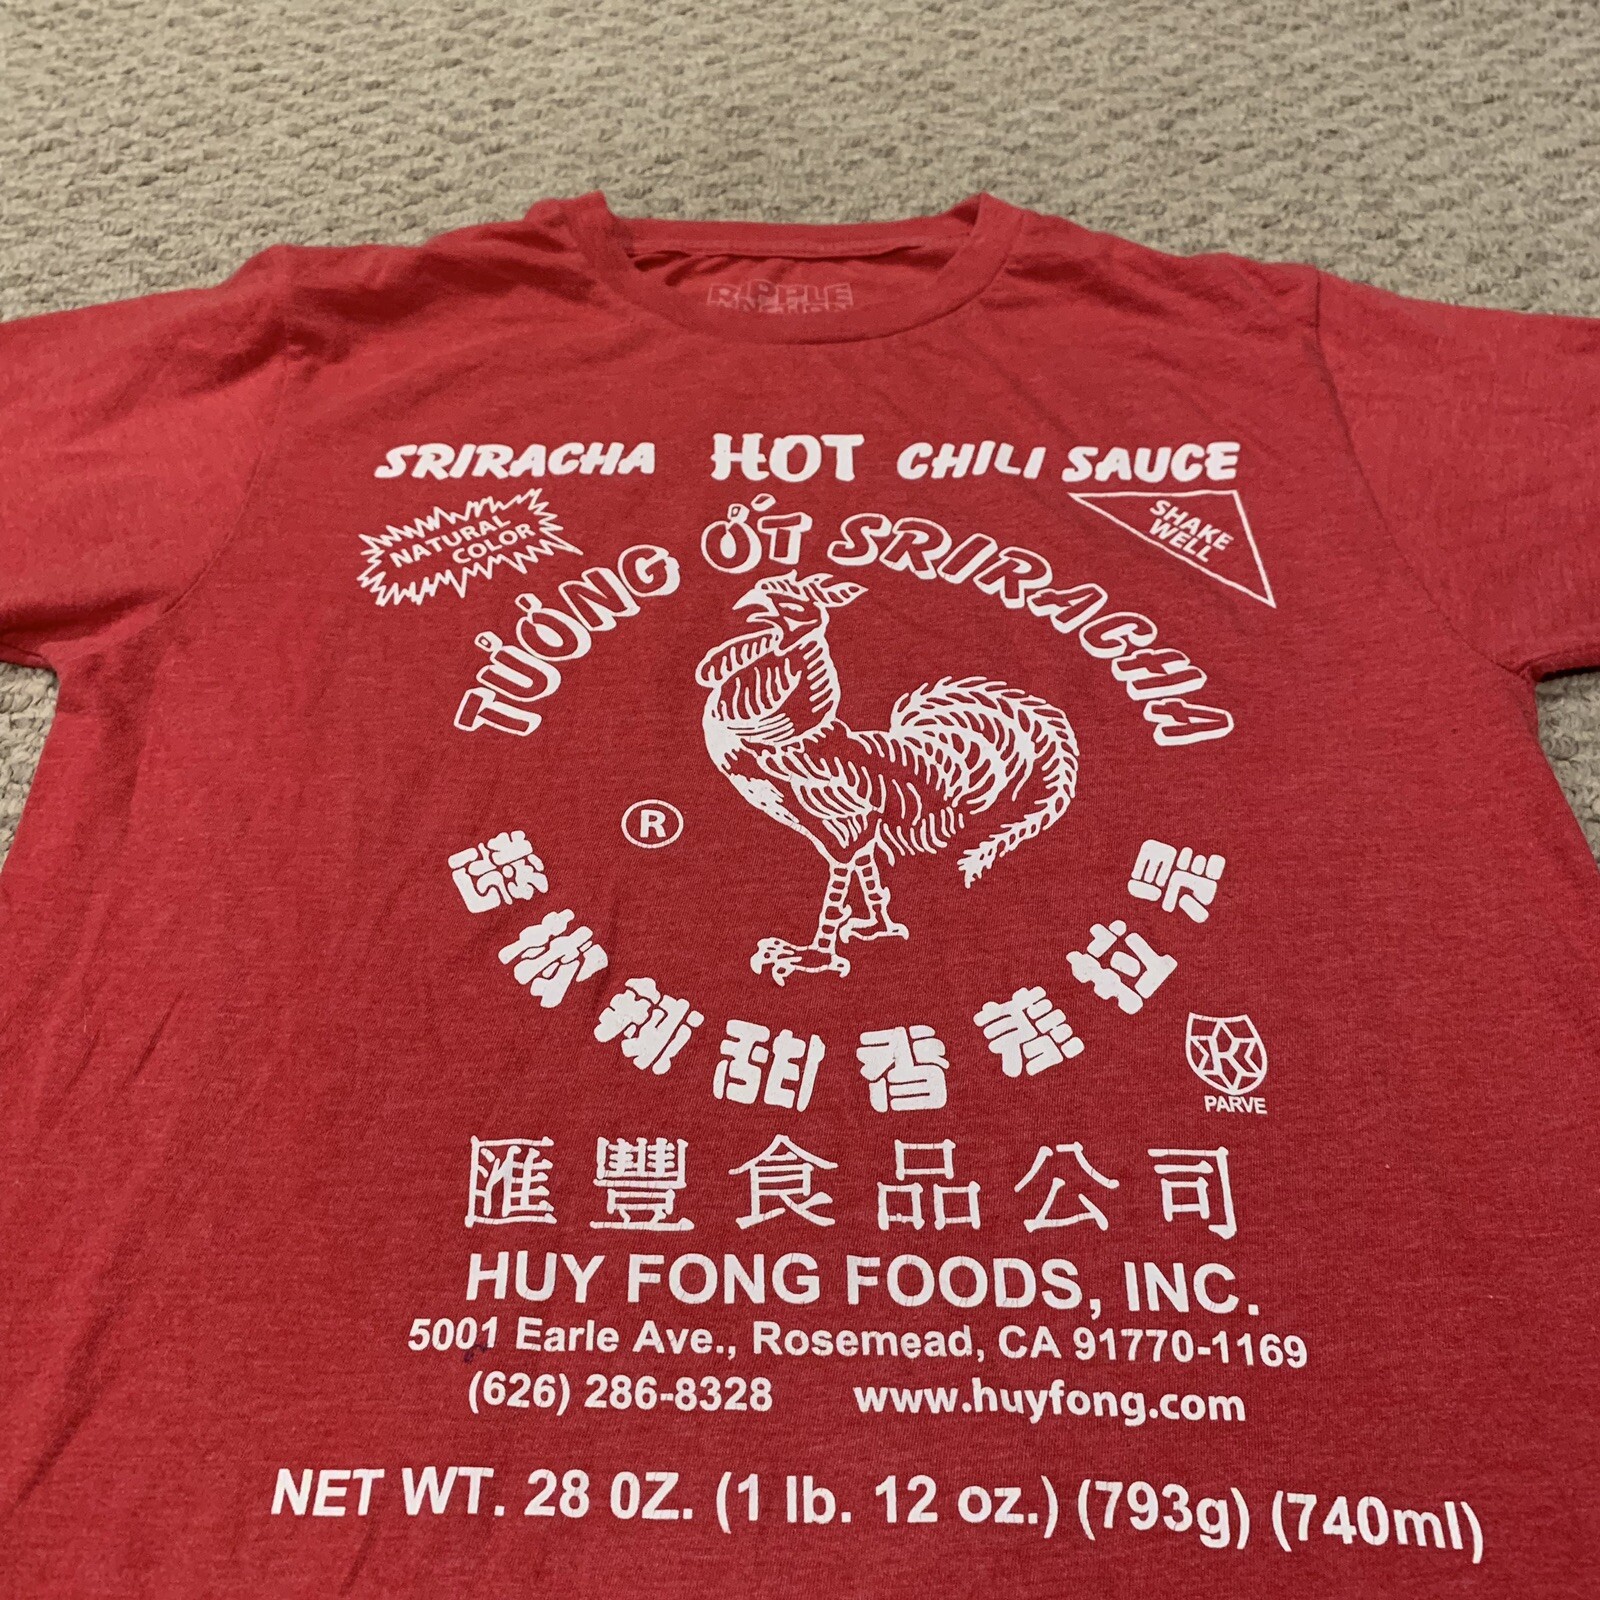 SRIRACHA HOT CHILI SAUCE
NATURAL
COLOR
SHAKE
WELL
TƯƠNG ỚT SRIRACHA
®
是拉差香甜辣椒醬
K
PARVE
匯豐食品公司
HUY FONG FOODS, INC.
5001 Earle Ave., Rosemead, CA 91770-1169
(626) 286-8328 www.huyfong.com
NET WT. 28 OZ. (1 lb. 12 oz.) (793g) (740ml)